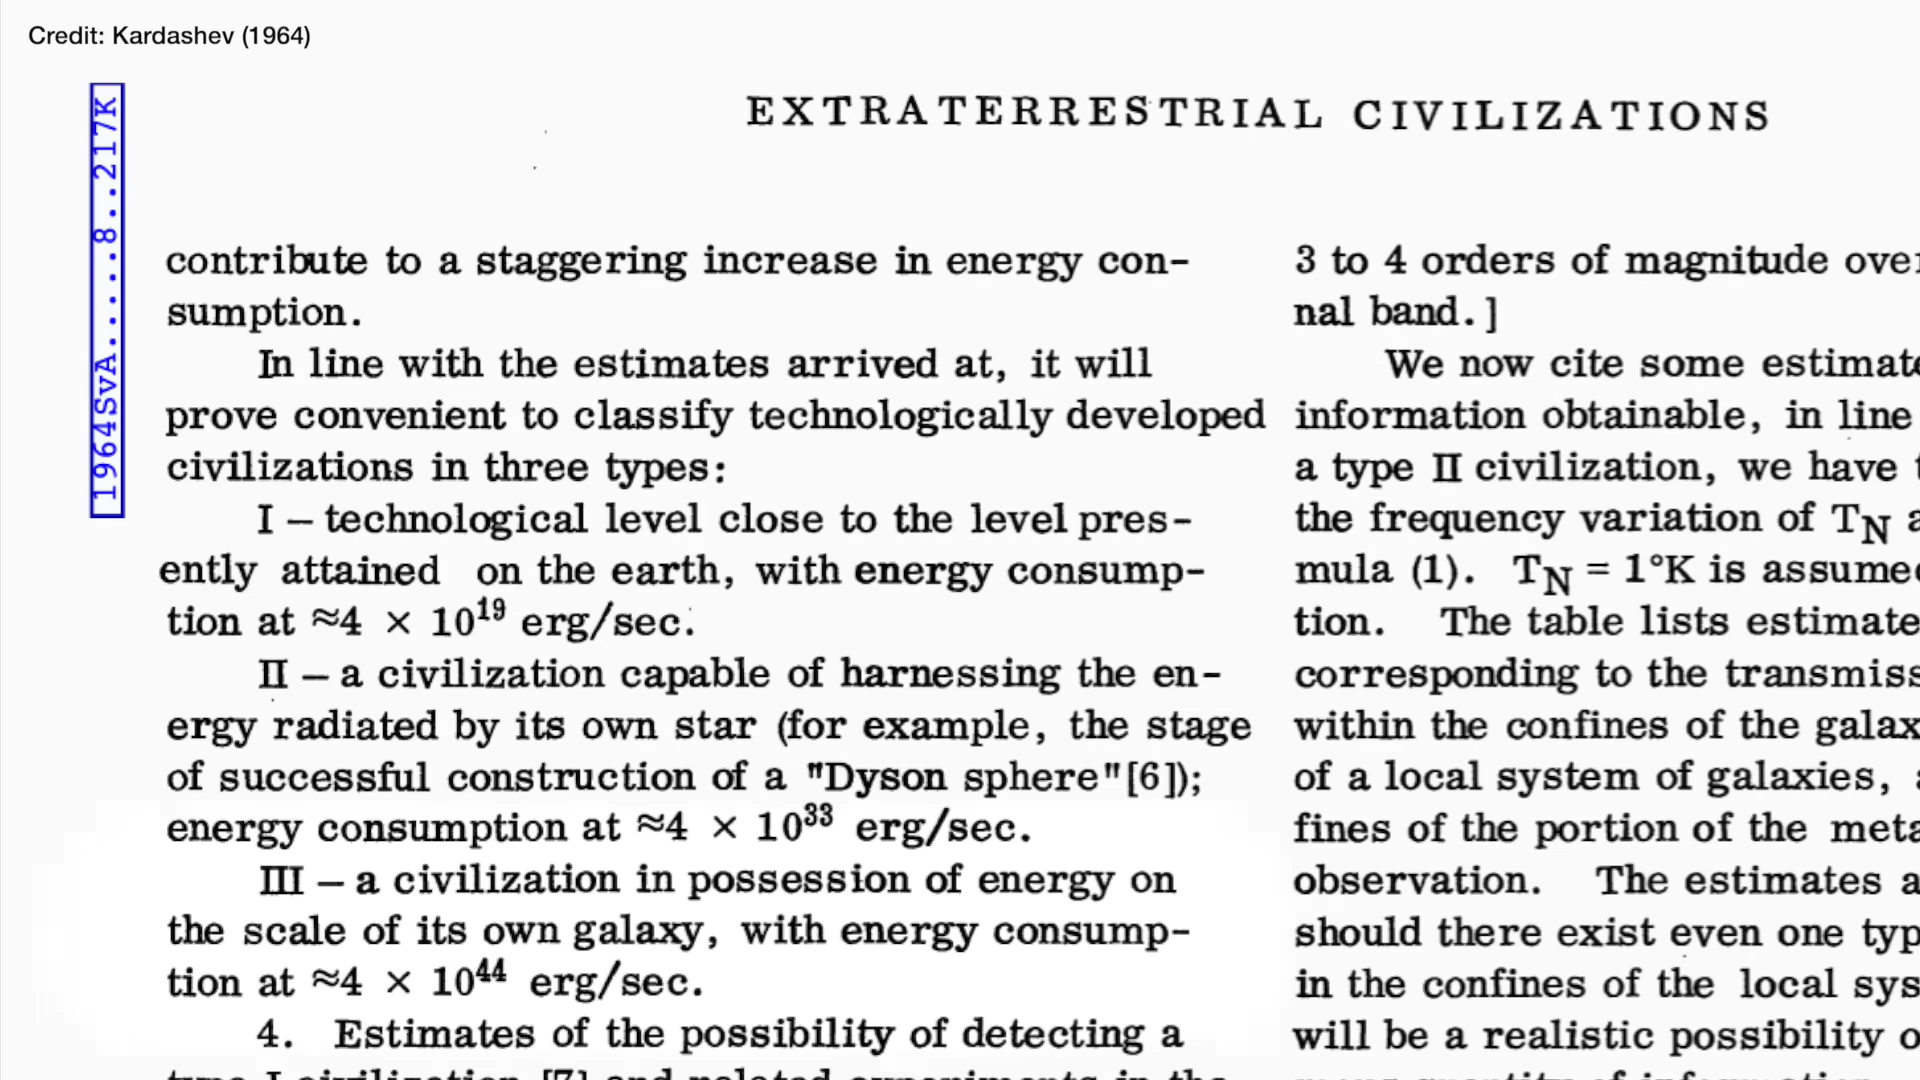 Credit: Kardashev (1964)
1964SvA.....8..217K
EXTRATERRESTRIAL CIVILIZATIONS
contribute to a staggering increase in energy con-
sumption.
In line with the estimates arrived at, it will
prove convenient to classify technologically developed
civilizations in three types:
I – technological level close to the level pres-
ently attained on the earth, with energy consump-
tion at ≈4 × 10¹⁹ erg/sec.
II – a civilization capable of harnessing the en-
ergy radiated by its own star (for example, the stage
of successful construction of a "Dyson sphere"[6]);
energy consumption at ≈4 × 10³³ erg/sec.
III – a civilization in possession of energy on
the scale of its own galaxy, with energy consump-
tion at ≈4 × 10⁴⁴ erg/sec.
4. Estimates of the possibility of detecting a
3 to 4 orders of magnitude
nal band.]
We now cite some
information obtainable, in line
a type II civilization, we have
the frequency variation of T_N
mula (1). T_N = 1°K is
tion. The table lists
corresponding to the
within the confines of the
of a local system of galaxies,
fines of the portion of the
observation. The estimates
should there exist even one
in the confines of the local
will be a realistic possibility